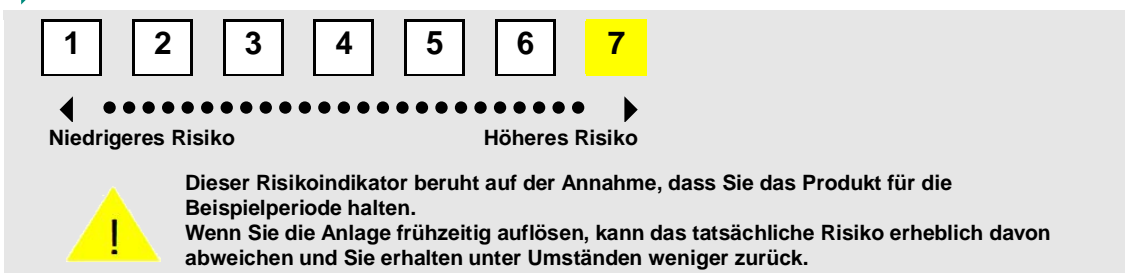 1 2 3 4 5 6 7
Niedrigeres Risiko Höheres Risiko
Dieser Risikoindikator beruht auf der Annahme, dass Sie das Produkt für die
Beispielperiode halten.
! Wenn Sie die Anlage frühzeitig auflösen, kann das tatsächliche Risiko erheblich davon
abweichen und Sie erhalten unter Umständen weniger zurück.